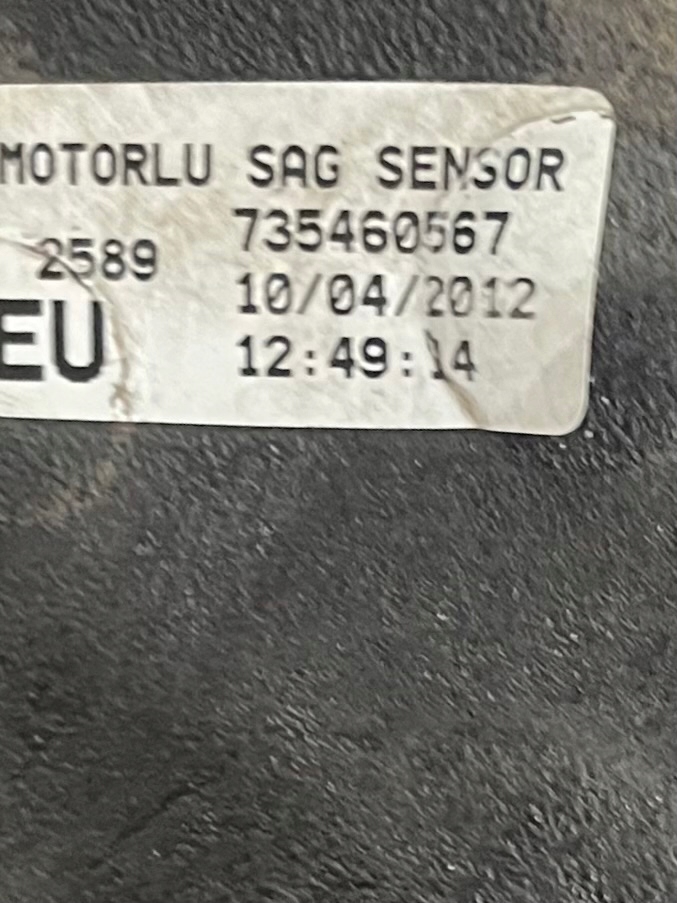 MOTORLU SAG SENSOR
735460567
2589
10/04/2012
EU
12:49:14